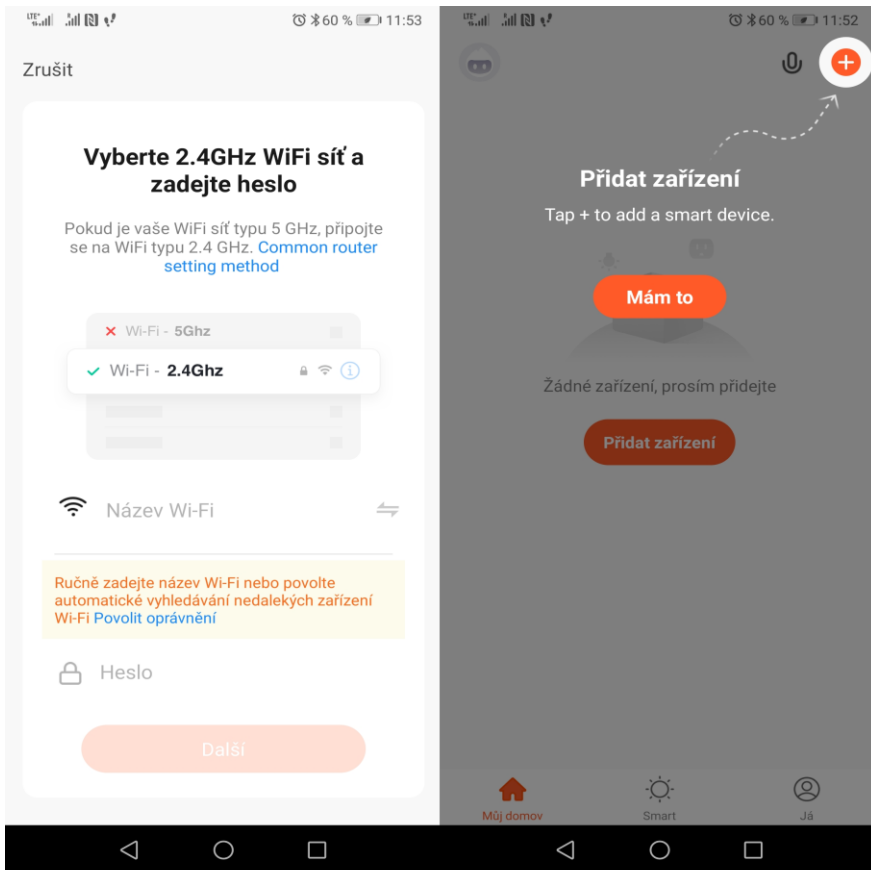 60 % 11:53
Zrušit
Vyberte 2.4GHz WiFi síť a
zadejte heslo
Pokud je vaše WiFi síť typu 5 GHz, připojte
se na WiFi typu 2.4 GHz. Common router
setting method
Wi-Fi - 5Ghz
Wi-Fi - 2.4Ghz
Název Wi-Fi
Ručně zadejte název Wi-Fi nebo povolte
automatické vyhledávání nedalekých zařízení
Wi-Fi Povolit oprávnění
Heslo
Další
60 % 11:52
Přidat zařízení
Tap + to add a smart device.
Mám to
Žádné zařízení, prosím přidejte
Přidat zařízení
Můj domov
Smart
Já